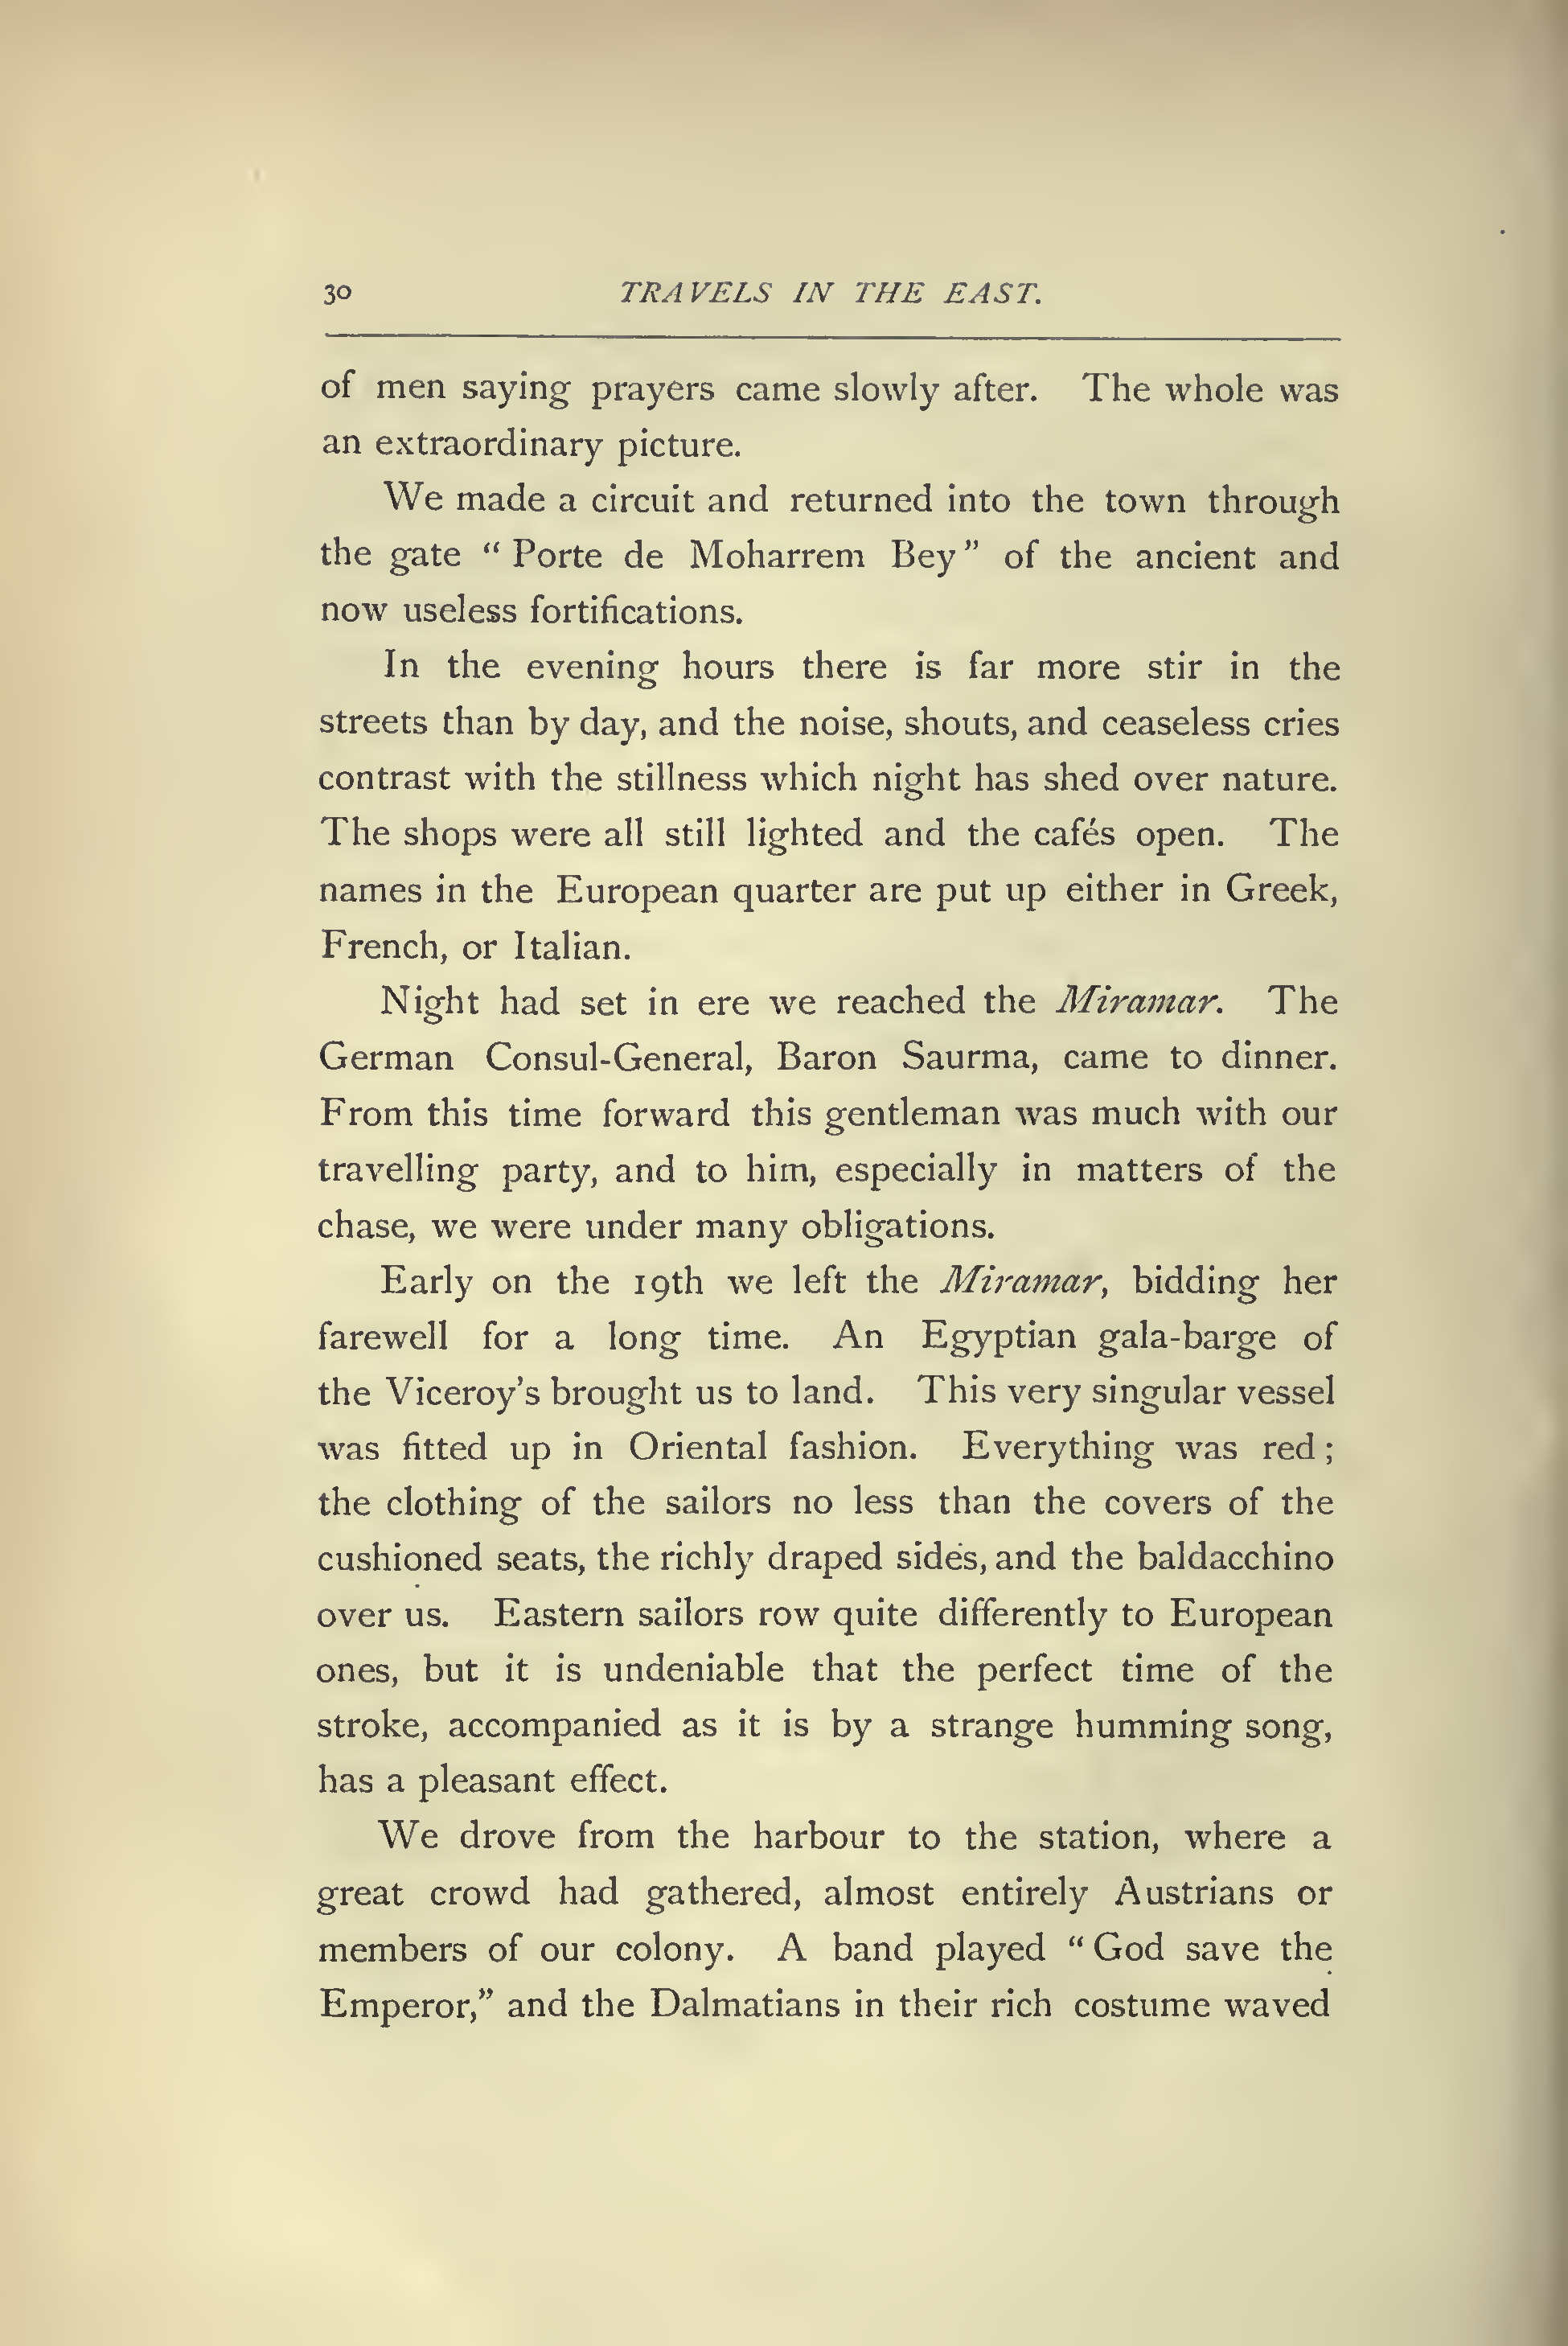 30 TRAVELS IN THE EAST.
of men saying prayers came slowly after. The whole was
an extraordinary picture.
We made a circuit and returned into the town through
the gate “ Porte de Moharrem Bey” of the ancient and
now useless fortifications.
In the evening hours there is far more stir in the
streets than by day, and the noise, shouts, and ceaseless cries
contrast with the stillness which night has shed over nature.
The shops were all still lighted and the cafés open. The
names in the European quarter are put up either in Greek,
French, or Italian.
Night had set in ere we reached the Miramar. The
German Consul-General, Baron Saurma, came to dinner.
From this time forward this gentleman was much with our
travelling party, and to him, especially in matters of the
chase, we were under many obligations.
Early on the 19th we left the Miramar, bidding her
farewell for a long time. An Egyptian gala-barge of
the Viceroy’s brought us to land. This very singular vessel
was fitted up in Oriental fashion. Everything was red ;
the clothing of the sailors no less than the covers of the
cushioned seats, the richly draped sides, and the baldacchino
over us. Eastern sailors row quite differently to European
ones, but it is undeniable that the perfect time of the
stroke, accompanied as it is by a strange humming song,
has a pleasant effect.
We drove from the harbour to the station, where a
great crowd had gathered, almost entirely Austrians or
members of our colony. A band played “ God save the
Emperor,” and the Dalmatians in their rich costume waved